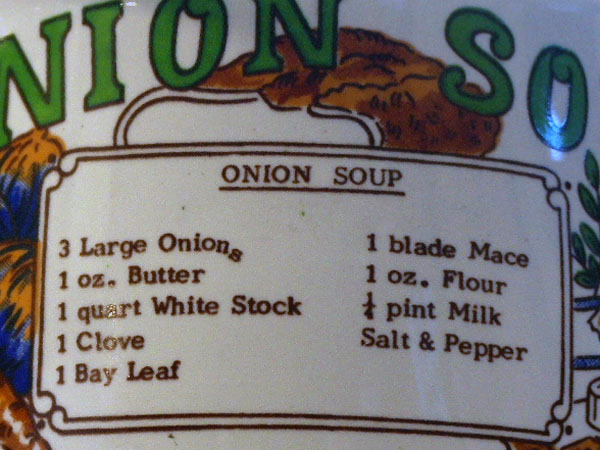 NION SO
ONION SOUP
3 Large Onions
1 oz. Butter
1 quart White Stock
1 Clove
1 Bay Leaf
1 blade Mace
1 oz. Flour
¼ pint Milk
Salt & Pepper